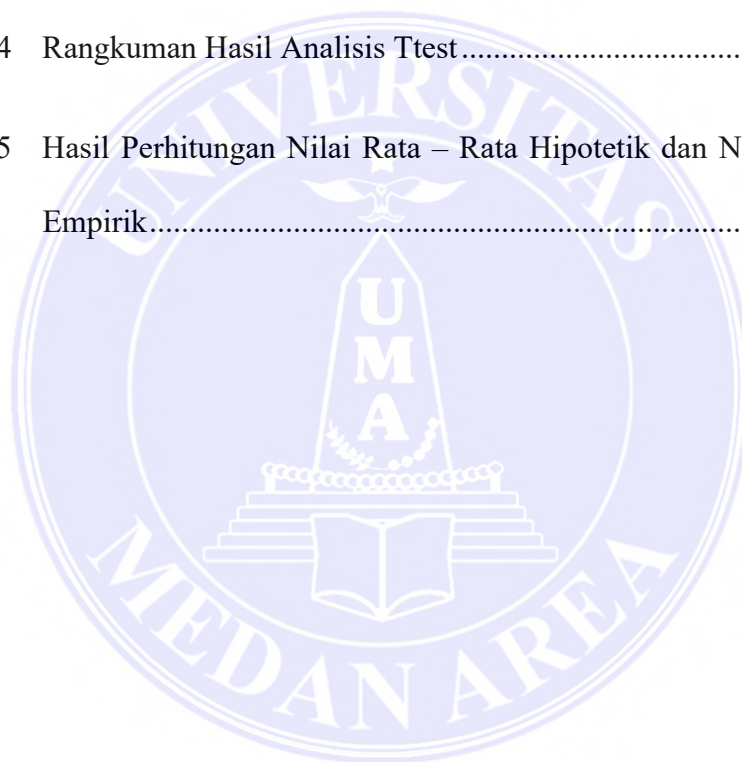 4 Rangkuman Hasil Analisis Ttest..................................
5 Hasil Perhitungan Nilai Rata – Rata Hipotetik dan N
Empirik..........................................................................
UNIVERSITAS
UMA
MEDAN AREA